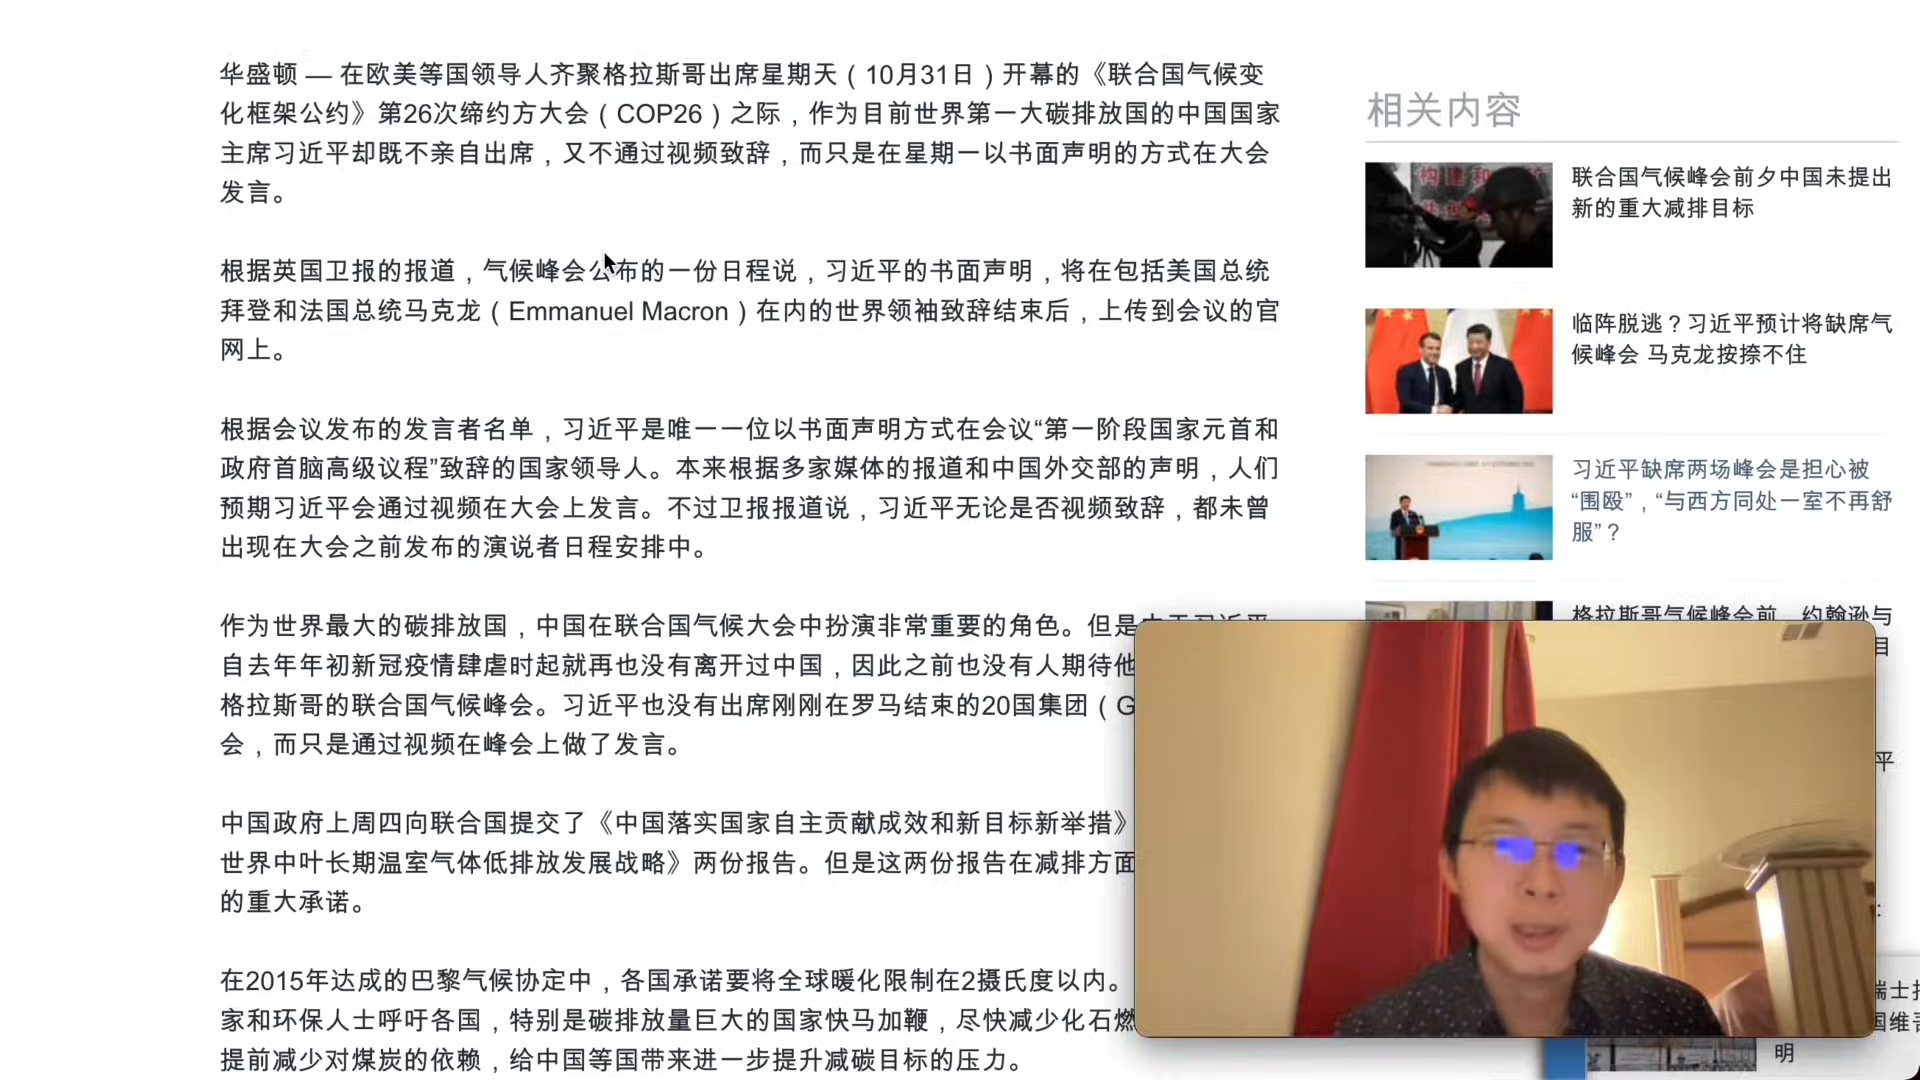 华盛顿 — 在欧美等国领导人齐聚格拉斯哥出席星期天（10月31日）开幕的《联合国气候变
化框架公约》第26次缔约方大会（COP26）之际，作为目前世界第一大碳排放国的中国国家
主席习近平却既不亲自出席，又不通过视频致辞，而只是在星期一以书面声明的方式在大会
发言。
根据英国卫报的报道，气候峰会公布的一份日程说，习近平的书面声明，将在包括美国总统
拜登和法国总统马克龙（Emmanuel Macron）在内的世界领袖致辞结束后，上传到会议的官
网上。
根据会议发布的发言者名单，习近平是唯一一位以书面声明方式在会议“第一阶段国家元首和
政府首脑高级议程”致辞的国家领导人。本来根据多家媒体的报道和中国外交部的声明，人们
预期习近平会通过视频在大会上发言。不过卫报报道说，习近平无论是否视频致辞，都未曾
出现在大会之前发布的演说者日程安排中。
作为世界最大的碳排放国，中国在联合国气候大会中扮演非常重要的角色。但是由于习近平
自去年年初新冠疫情肆虐时起就再也没有离开过中国，因此之前也没有人期待他
格拉斯哥的联合国气候峰会。习近平也没有出席刚刚在罗马结束的20国集团（G
会，而只是通过视频在峰会上做了发言。
中国政府上周四向联合国提交了《中国落实国家自主贡献成效和新目标新举措》
世界中叶长期温室气体低排放发展战略》两份报告。但是这两份报告在减排方面
的重大承诺。
在2015年达成的巴黎气候协定中，各国承诺要将全球暖化限制在2摄氏度以内。
家和环保人士呼吁各国，特别是碳排放量巨大的国家快马加鞭，尽快减少化石燃
提前减少对煤炭的依赖，给中国等国带来进一步提升减碳目标的压力。
相关内容
联合国气候峰会前夕中国未提出
新的重大减排目标
临阵脱逃？习近平预计将缺席气
候峰会 马克龙按捺不住
习近平缺席两场峰会是担心被
“围殴”，“与西方同处一室不再舒
服”？
格拉斯哥气候峰会前，约翰逊与
目
平
瑞士
国维吾
明